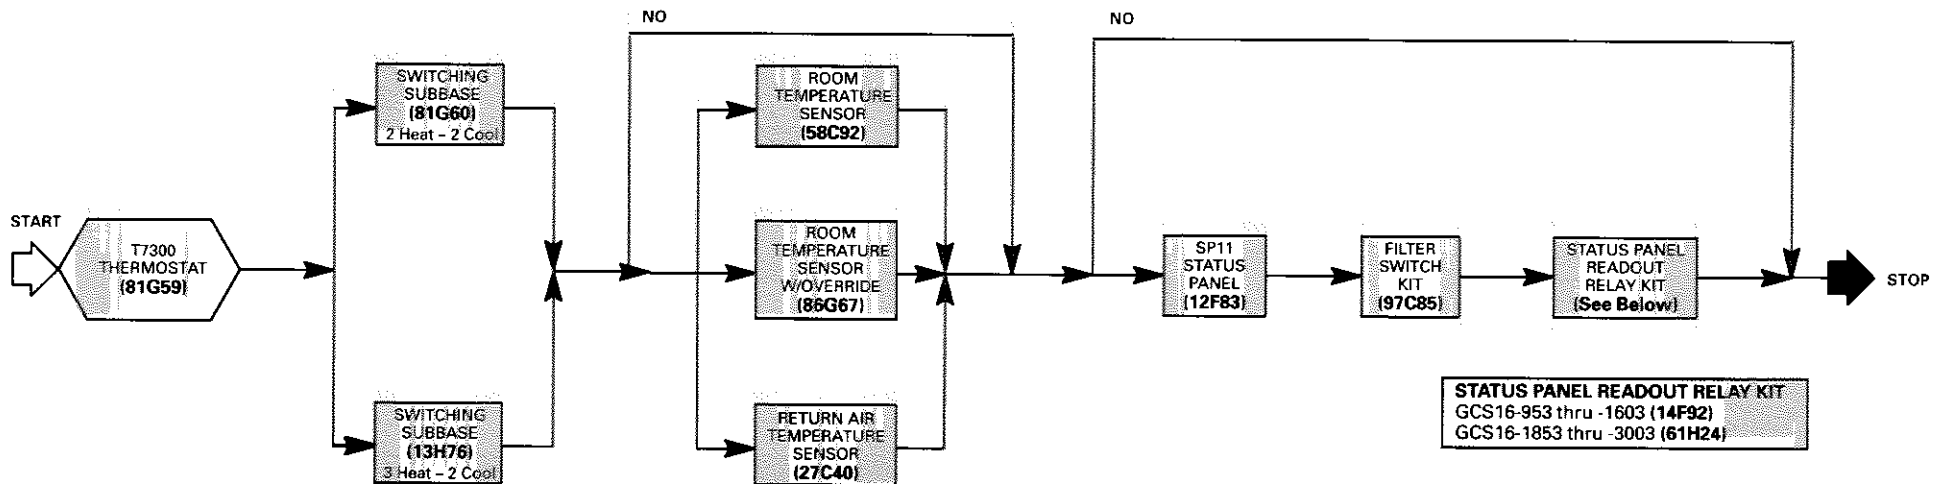 START
T7300
THERMOSTAT
(81G59)
SWITCHING
SUBBASE
(81G60)
2 Heat – 2 Cool
SWITCHING
SUBBASE
(13H76)
3 Heat – 2 Cool
NO
ROOM
TEMPERATURE
SENSOR
(58C92)
ROOM
TEMPERATURE
SENSOR
W/OVERRIDE
(86G67)
RETURN AIR
TEMPERATURE
SENSOR
(27C40)
NO
SP11
STATUS
PANEL
(12F83)
FILTER
SWITCH
KIT
(97C85)
STATUS PANEL
READOUT
RELAY KIT
(See Below)
STOP
STATUS PANEL READOUT RELAY KIT
GCS16-953 thru -1603 (14F92)
GCS16-1853 thru -3003 (61H24)